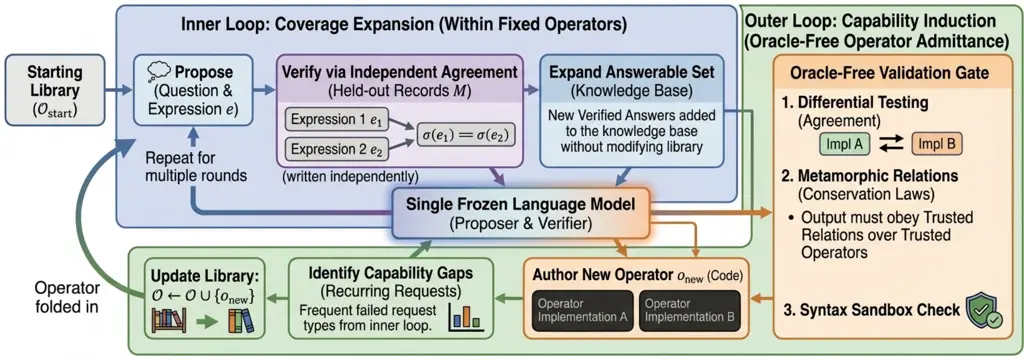 Inner Loop: Coverage Expansion (Within Fixed Operators)
Outer Loop: Capability Induction
(Oracle-Free Operator Admittance)
Starting
Library
(𝒪start)
Propose
(Question &
Expression e)
Repeat for
multiple rounds
Verify via Independent Agreement
(Held-out Records M)
Expression 1 e₁
Expression 2 e₂
σ(e₁) = σ(e₂)
(written independently)
Expand Answerable Set
(Knowledge Base)
New Verified Answers added
to the knowledge base
without modifying library
Single Frozen Language Model
(Proposer & Verifier)
Oracle-Free Validation Gate
1. Differential Testing
(Agreement)
Impl A
Impl B
2. Metamorphic Relations
(Conservation Laws)
• Output must obey Trusted
Relations over Trusted
Operators
3. Syntax Sandbox Check
Operator
folded in
Update Library:
𝒪 ← 𝒪 ∪ {onew}
Identify Capability Gaps
(Recurring Requests)
Frequent failed request
types from inner loop.
Author New Operator onew (Code)
Operator
Implementation A
Operator
Implementation B